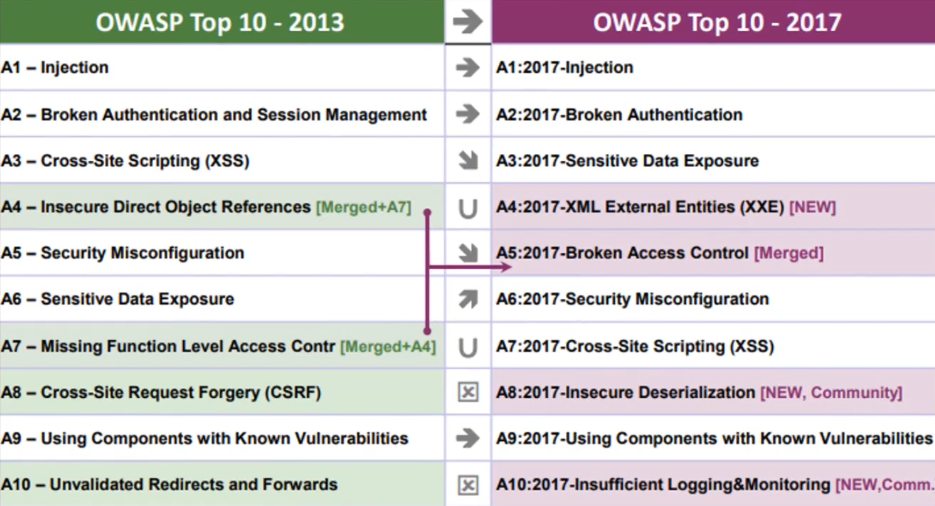 OWASP Top 10 - 2013 OWASP Top 10 - 2017
A1 – Injection A1:2017-Injection
A2 – Broken Authentication and Session Management A2:2017-Broken Authentication
A3 – Cross-Site Scripting (XSS) A3:2017-Sensitive Data Exposure
A4 – Insecure Direct Object References [Merged+A7] A4:2017-XML External Entities (XXE) [NEW]
A5 – Security Misconfiguration A5:2017-Broken Access Control [Merged]
A6 – Sensitive Data Exposure A6:2017-Security Misconfiguration
A7 – Missing Function Level Access Contr [Merged+A4] A7:2017-Cross-Site Scripting (XSS)
A8 – Cross-Site Request Forgery (CSRF) A8:2017-Insecure Deserialization [NEW, Community]
A9 – Using Components with Known Vulnerabilities A9:2017-Using Components with Known Vulnerabilities
A10 – Unvalidated Redirects and Forwards A10:2017-Insufficient Logging&Monitoring [NEW,Comm.